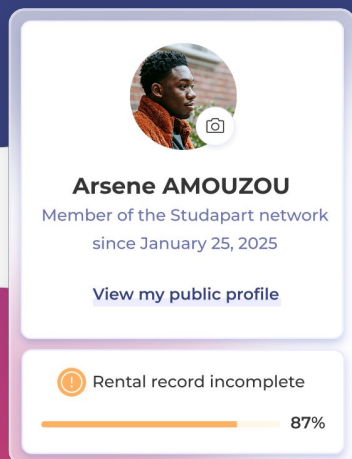 Arsene AMOUZOU
Member of the Studapart network
since January 25, 2025
View my public profile
Rental record incomplete
87%